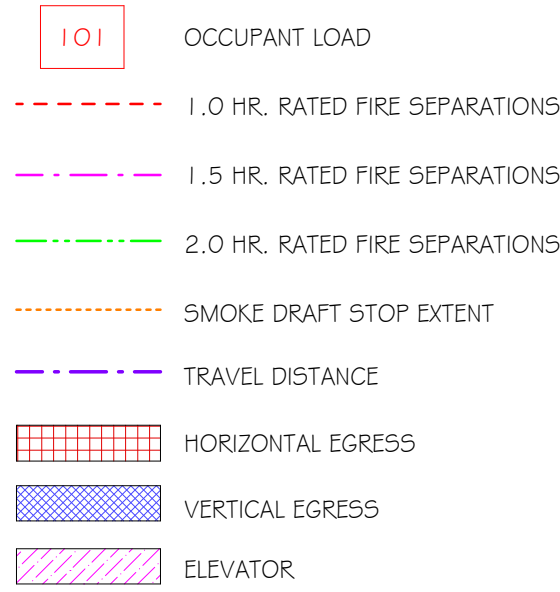 101 OCCUPANT LOAD
1.0 HR. RATED FIRE SEPARATIONS
1.5 HR. RATED FIRE SEPARATIONS
2.0 HR. RATED FIRE SEPARATIONS
SMOKE DRAFT STOP EXTENT
TRAVEL DISTANCE
HORIZONTAL EGRESS
VERTICAL EGRESS
ELEVATOR